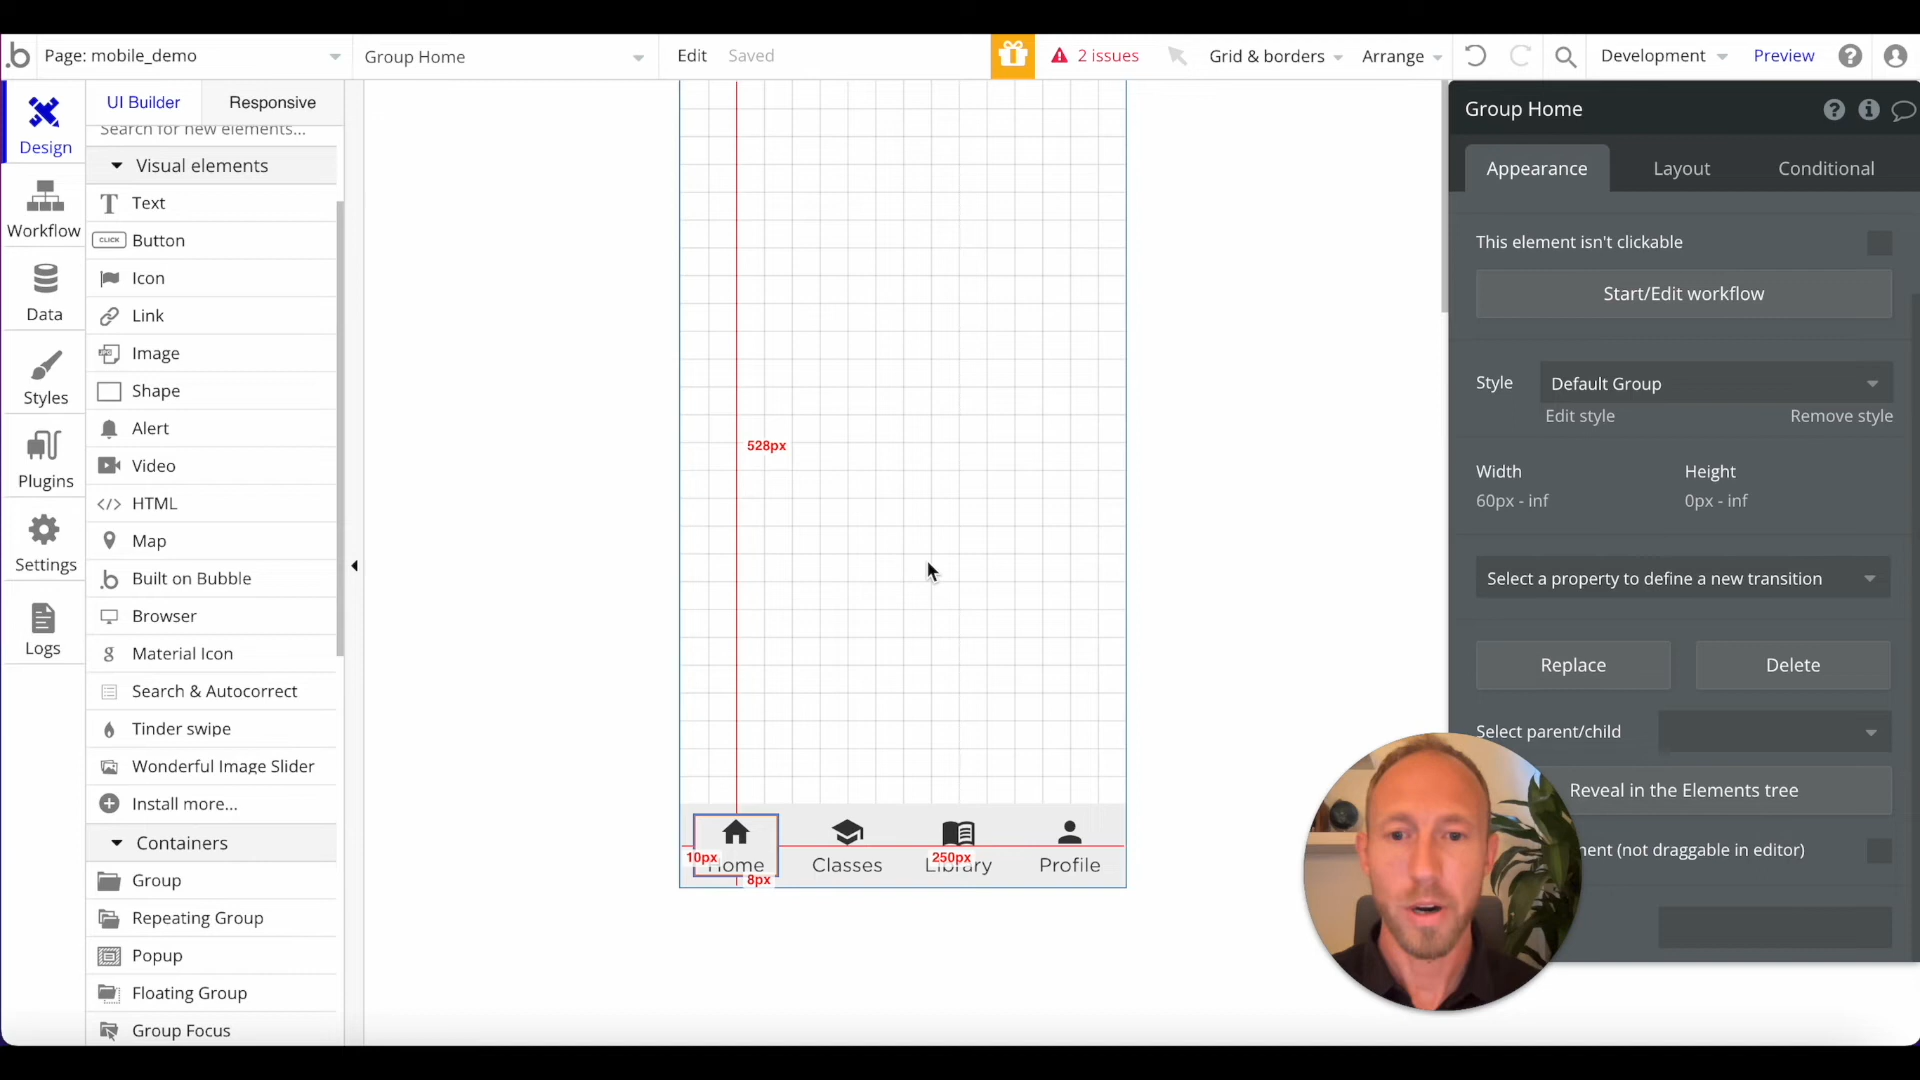 Page: mobile_demo
Group Home
Edit
Saved
2 issues
Grid & borders
Arrange
Development
Preview
Design
Workflow
Data
Styles
Plugins
Settings
Logs
UI Builder
Responsive
Search for new elements...
Visual elements
Text
CLICK
Button
Icon
Link
Image
Shape
Alert
Video
HTML
Map
Built on Bubble
Browser
Material Icon
Search & Autocorrect
Tinder swipe
Wonderful Image Slider
Install more...
Containers
Group
Repeating Group
Popup
Floating Group
Group Focus
528px
10px
8px
250px
Home
Classes
Library
Profile
Group Home
Appearance
Layout
Conditional
This element isn't clickable
Start/Edit workflow
Style
Default Group
Edit style
Remove style
Width
Height
60px - inf
0px - inf
Select a property to define a new transition
Replace
Delete
Select parent/child
Reveal in the Elements tree
(not draggable in editor)